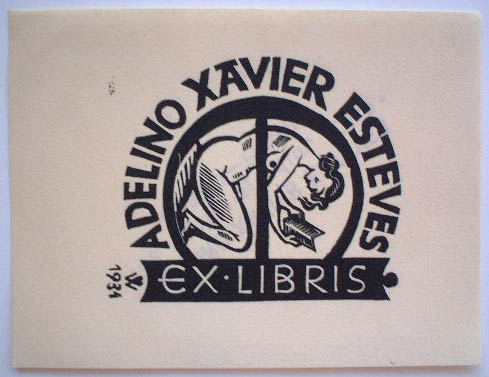 ADELINO XAVIER ESTEVES
EX·LIBRIS
1934